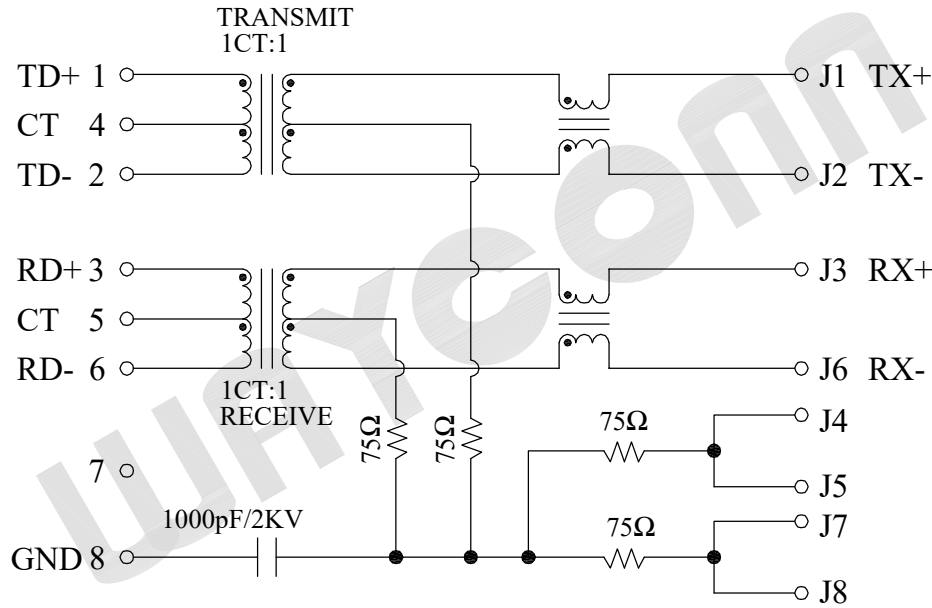 TRANSMIT
1CT:1
TD+ 1
J1 TX+
CT 4
TD- 2
J2 TX-
RD+ 3
J3 RX+
CT 5
RD- 6
J6 RX-
1CT:1
RECEIVE
75Ω
75Ω
75Ω
J4
7
J5
1000pF/2KV
75Ω
J7
GND 8
J8
WAYCONN